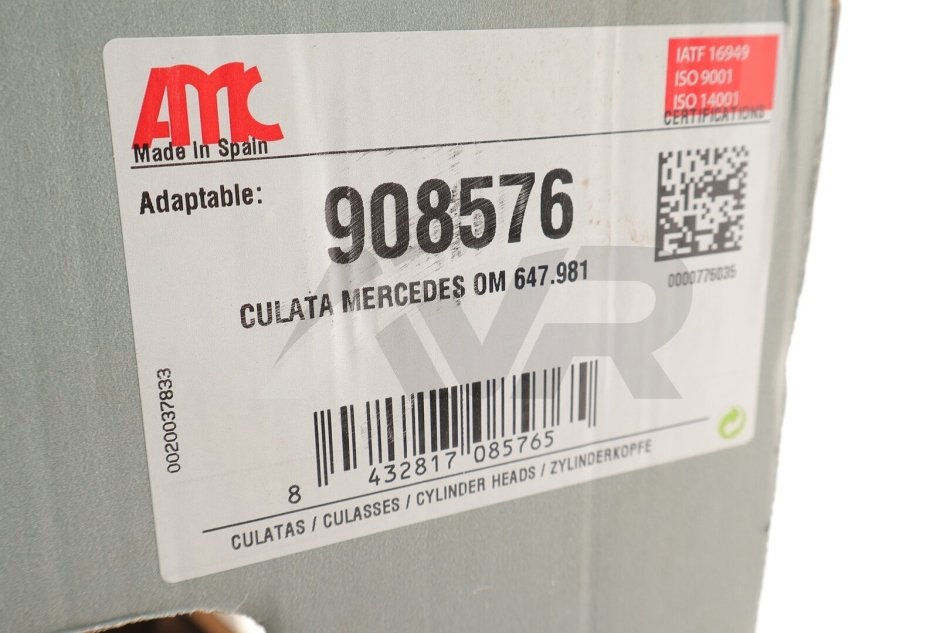 AMC
Made In Spain
IATF 16949
ISO 9001
ISO 14001
CERTIFICATIONS
Adaptable:
908576
0000776035
CULATA MERCEDES OM 647.981
AVR
0020037833
8 432817 085765
CULATAS / CULASSES / CYLINDER HEADS / ZYLINDERKOPFE